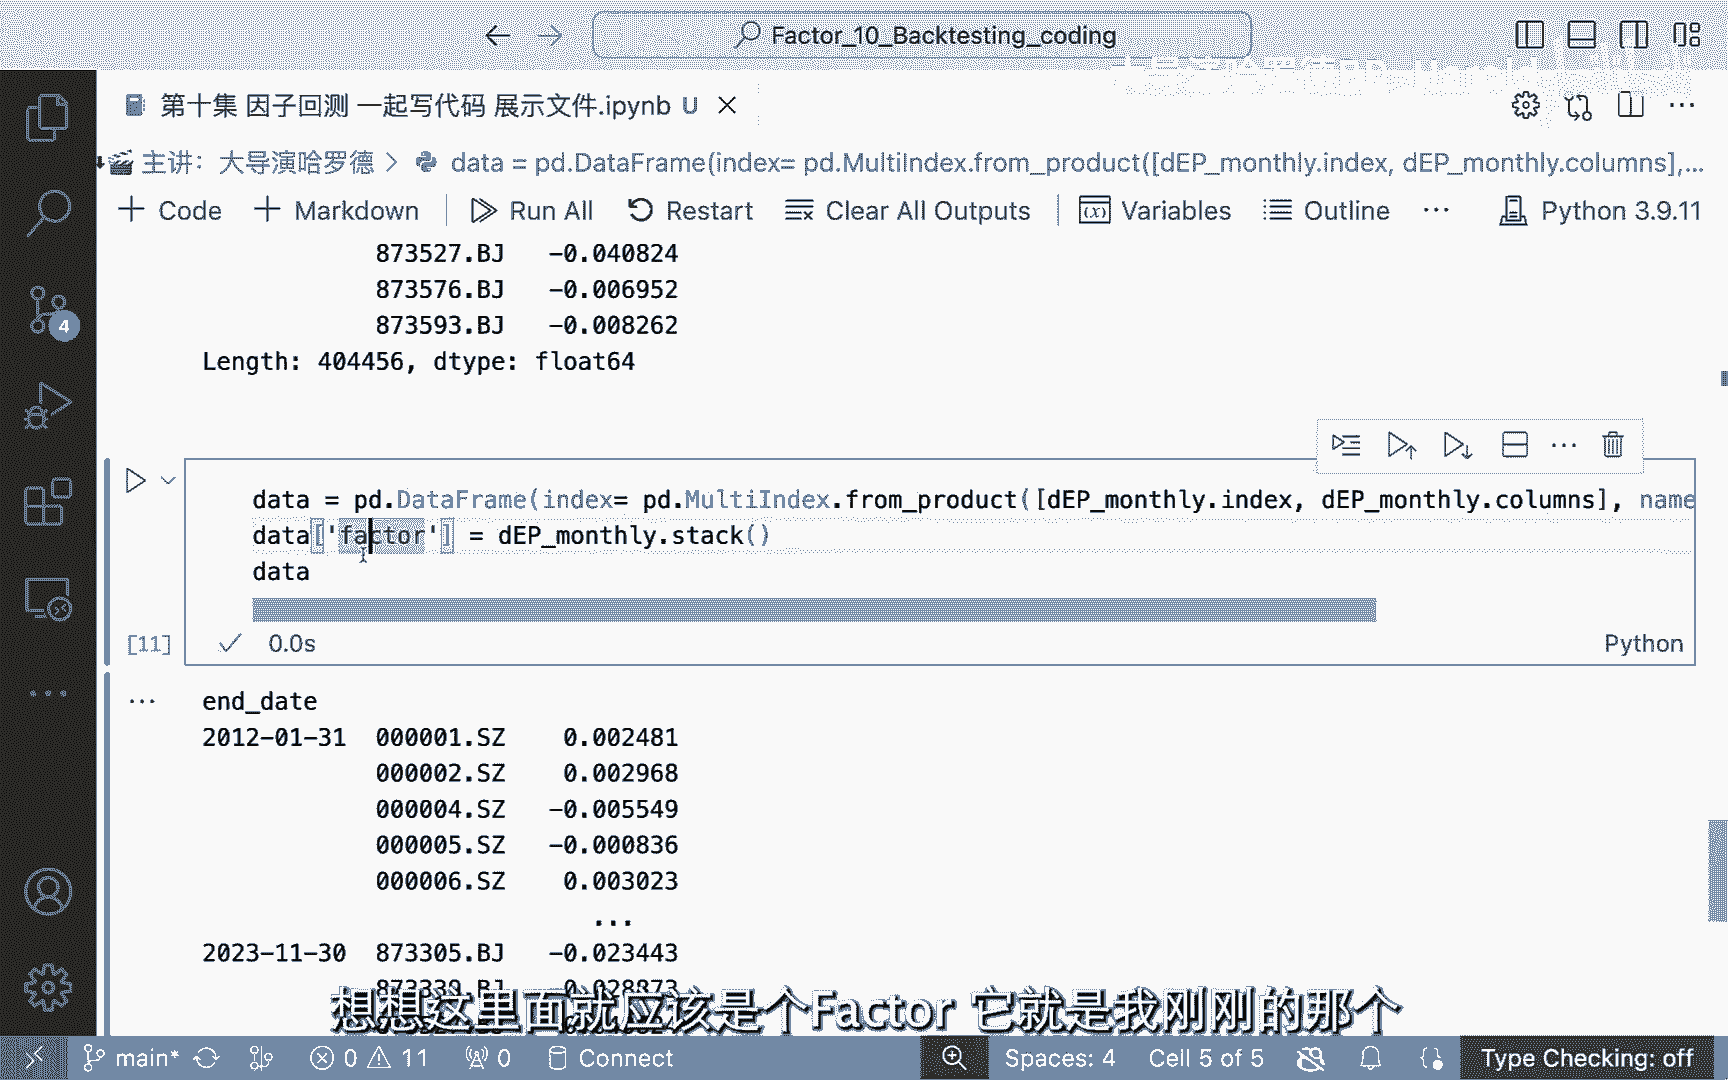 Factor_10_Backtesting_coding
第十集 因子回测 一起写代码 展示文件.ipynb U
主讲：大导演哈罗德 > data = pd.DataFrame(index= pd.MultiIndex.from_product([dEP_monthly.index, dEP_monthly.columns],...
Code Markdown Run All Restart Clear All Outputs Variables Outline ... Python 3.9.11
873527.BJ -0.040824
873576.BJ -0.006952
873593.BJ -0.008262
Length: 404456, dtype: float64
data = pd.DataFrame(index= pd.MultiIndex.from_product([dEP_monthly.index, dEP_monthly.columns], name
data['factor'] = dEP_monthly.stack()
data
[11] 0.0s Python
end_date
2012-01-31 000001.SZ 0.002481
000002.SZ 0.002968
000004.SZ -0.005549
000005.SZ -0.000836
000006.SZ 0.003023
...
2023-11-30 873305.BJ -0.023443
想想这里面就应该是个Factor 它就是我刚刚的那个
4
main* 0 11 0 Connect Spaces: 4 Cell 5 of 5 Type Checking: off